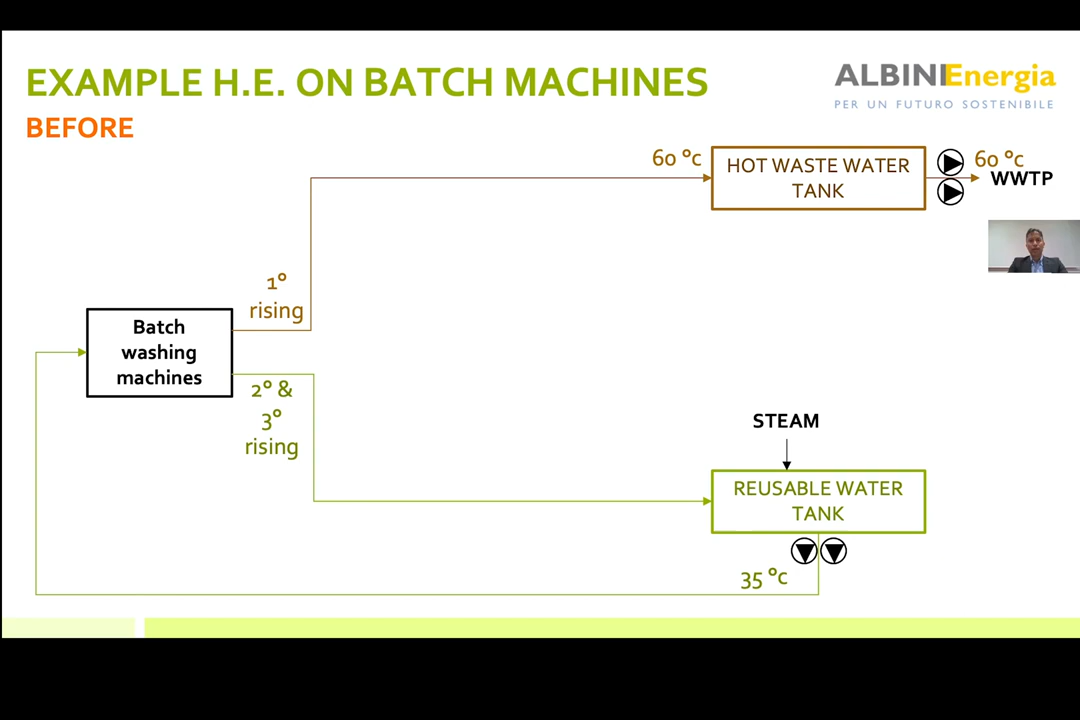 EXAMPLE H.E. ON BATCH MACHINES
BEFORE
ALBINIEnergia
PER UN FUTURO SOSTENIBILE
60 °c
HOT WASTE WATER
TANK
60 °c
WWTP
1°
rising
Batch
washing
machines
2° &
3°
rising
STEAM
REUSABLE WATER
TANK
35 °c